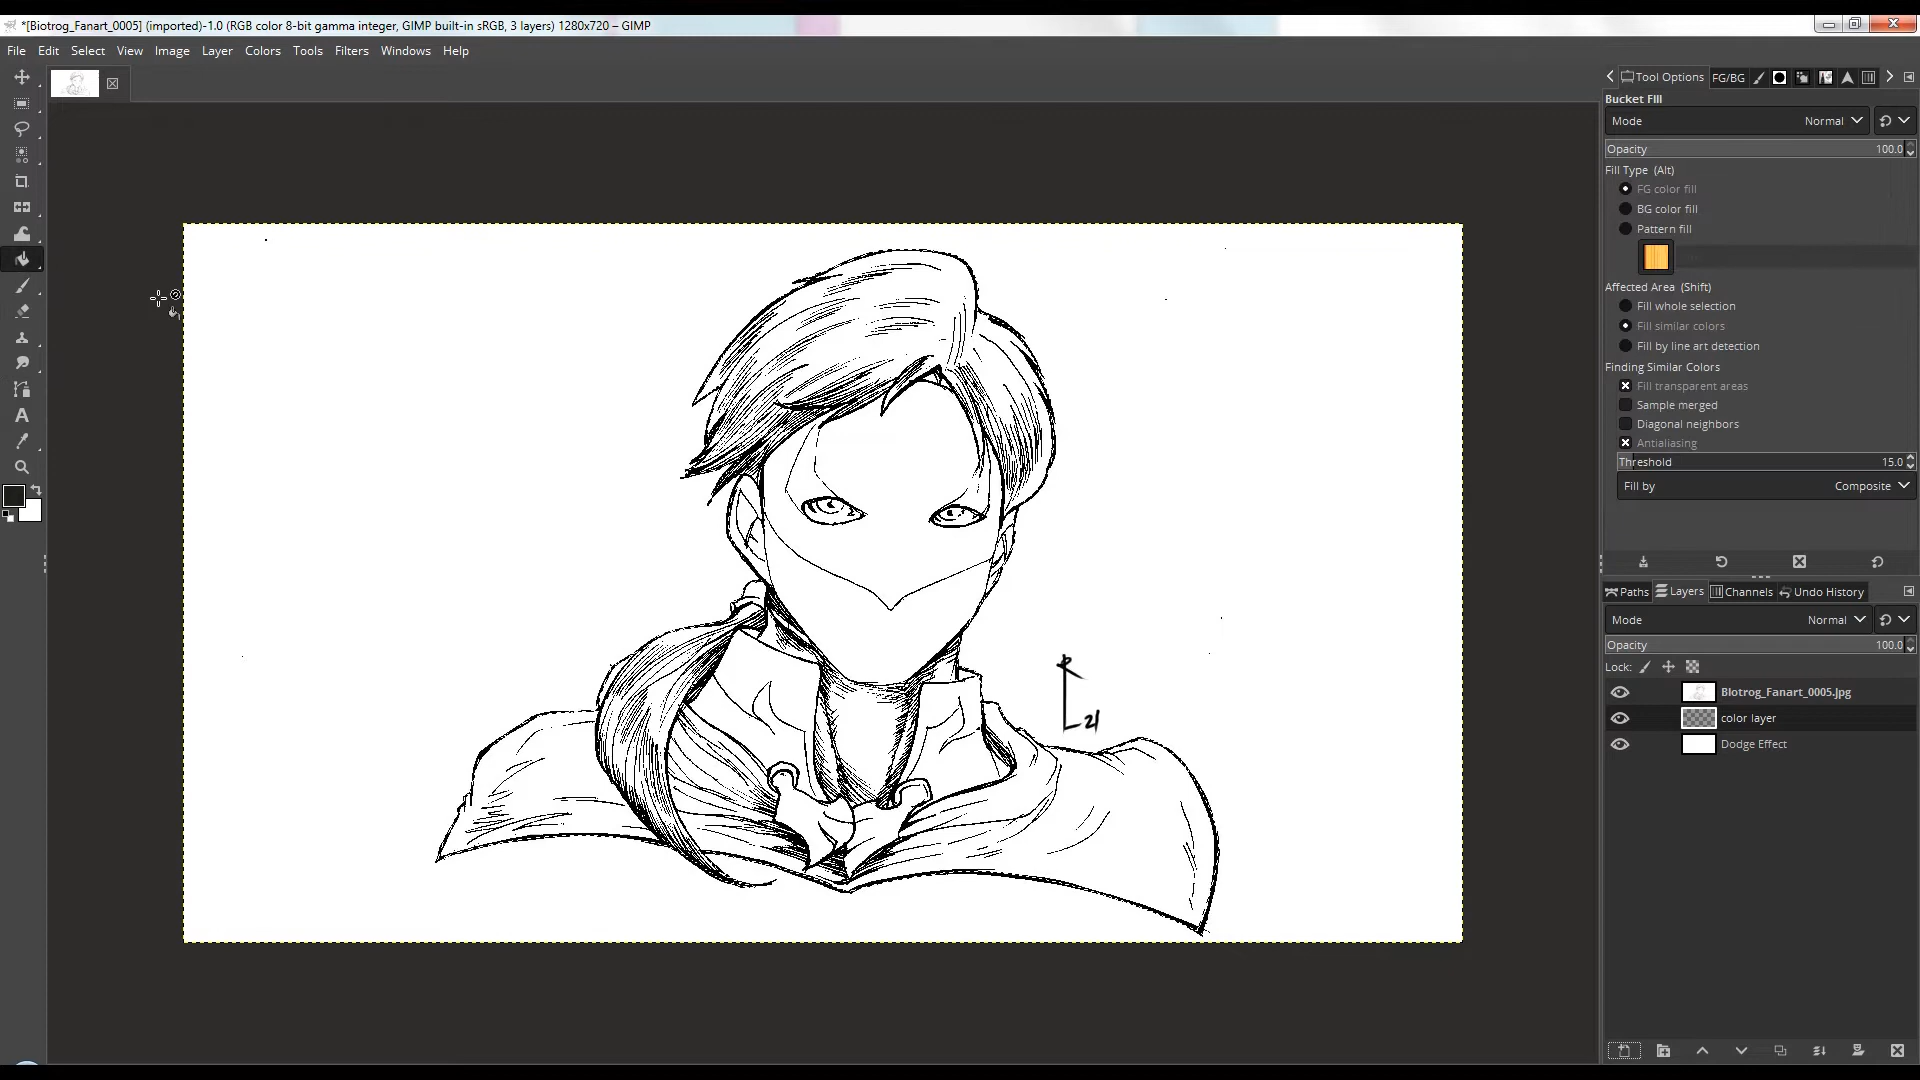 *[Biotrog_Fanart_0005] (imported)-1.0 (RGB color 8-bit gamma integer, GIMP built-in sRGB, 3 layers) 1280x720 – GIMP
File Edit Select View Image Layer Colors Tools Filters Windows Help
Tool Options FG/BG
Bucket Fill
Mode Normal
Opacity 100.0
Fill Type (Alt)
FG color fill
BG color fill
Pattern fill
Affected Area (Shift)
Fill whole selection
Fill similar colors
Fill by line art detection
Finding Similar Colors
Fill transparent areas
Sample merged
Diagonal neighbors
Antialiasing
Threshold 15.0
Fill by Composite
Paths Layers Channels Undo History
Mode Normal
Opacity 100.0
Lock:
Biotrog_Fanart_0005.jpg
color layer
Dodge Effect
21